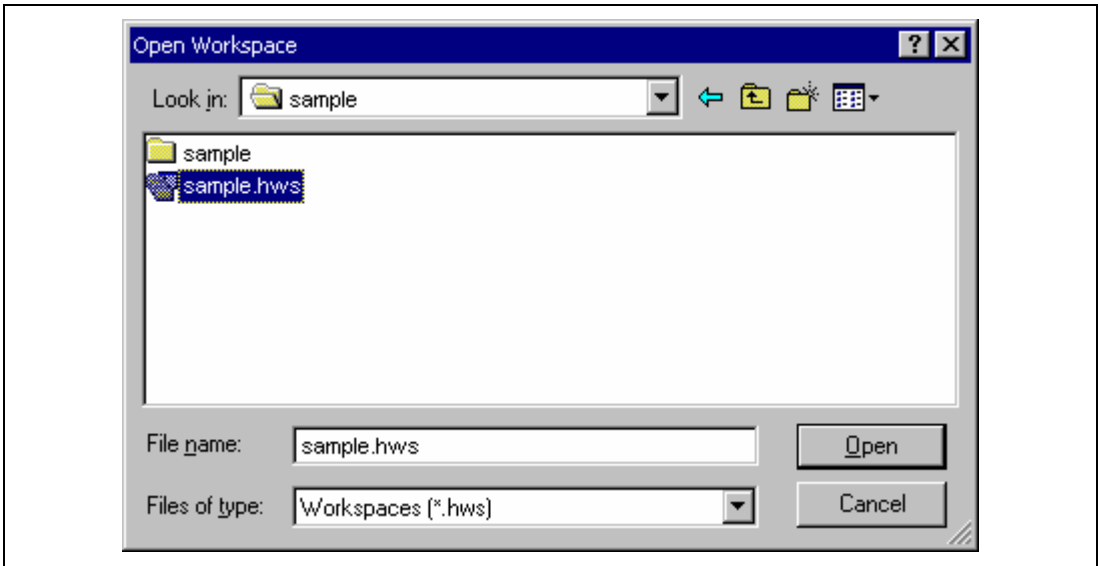 Open Workspace
Look in: sample
sample
sample.hws
File name: sample.hws
Open
Files of type: Workspaces (*.hws)
Cancel